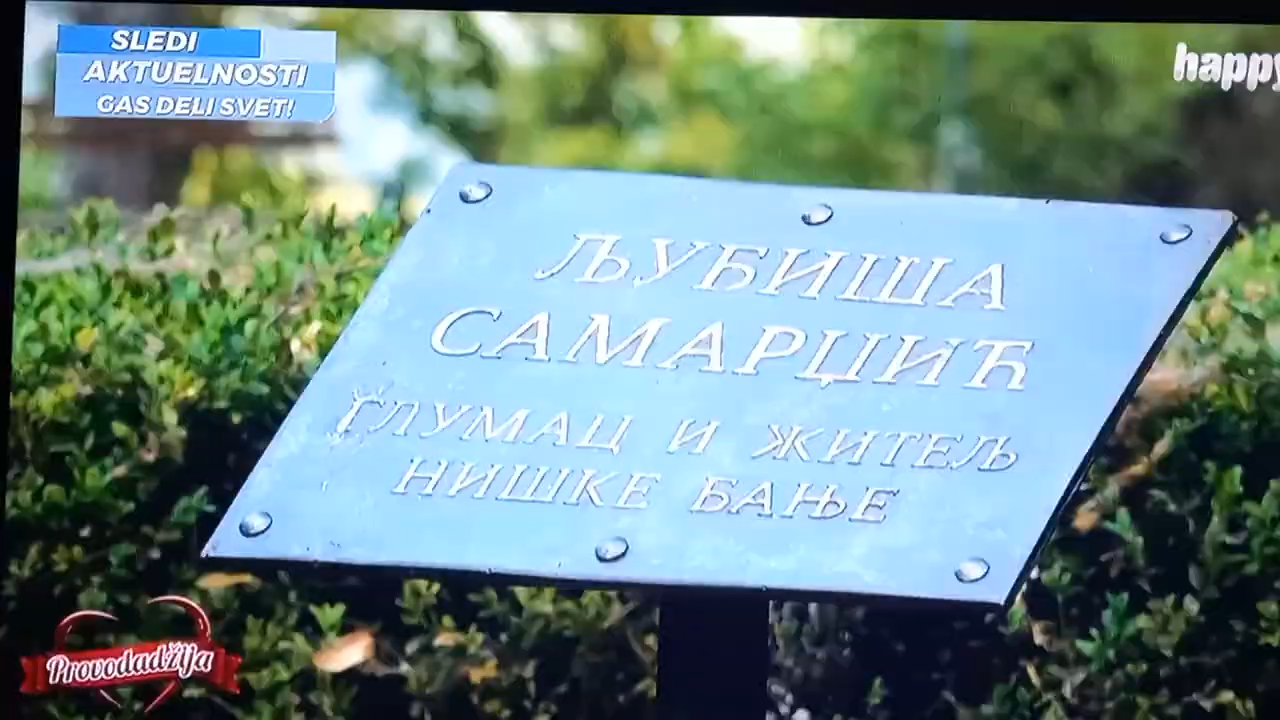 SLEDI
AKTUELNOSTI
GAS DELI SVET!
happy
ЉУБИША
САМАРЏИЋ
ГЛУМАЦ И ЖИТЕЉ
НИШКЕ БАЊЕ
Provodadžija